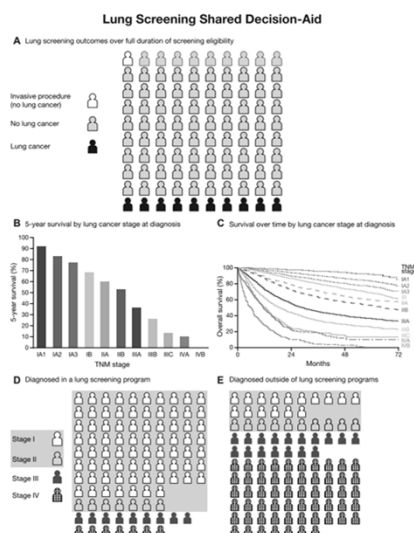 Lung Screening Shared Decision-Aid
A Lung screening outcomes over full duration of screening eligibility
Invasive procedure
(no lung cancer)
No lung cancer
Lung cancer
B 5-year survival by lung cancer stage at diagnosis
5-year survival (%)
100
90
80
70
60
50
40
30
20
10
0
IA1 IA2 IA3 IB IIA IIB IIIA IIIB IIIC IVA IVB
TNM stage
C Survival over time by lung cancer stage at diagnosis
Overall survival (%)
100
80
60
40
20
0
0 24 48 72
Months
TNM
stage
IA1
IA2
IA3
IIB
IIIA
D Diagnosed in a lung screening program
Stage I
Stage II
Stage III
Stage IV
E Diagnosed outside of lung screening programs